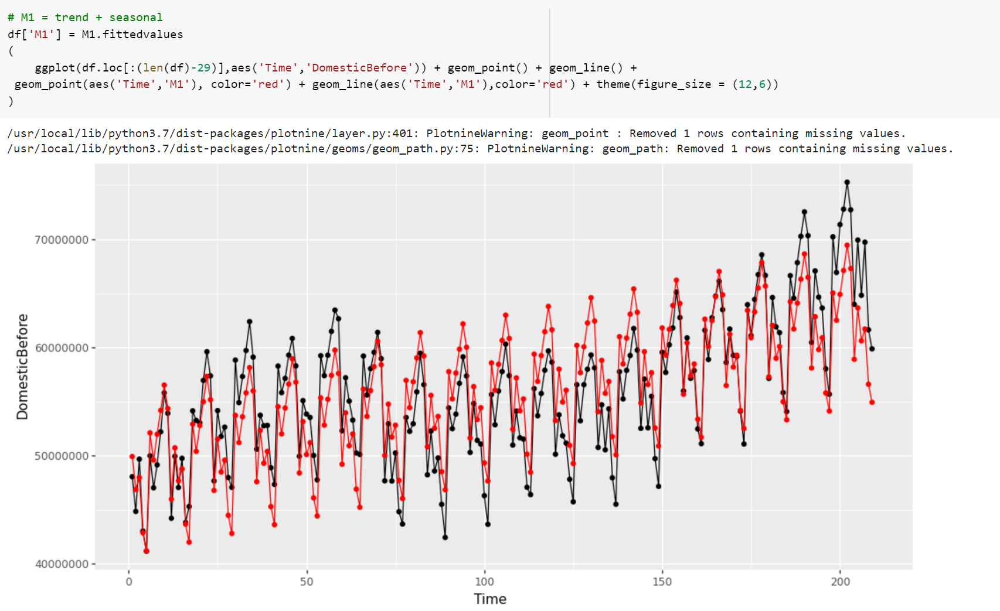 # M1 = trend + seasonal
df['M1'] = M1.fittedvalues
(
    ggplot(df.loc[:(len(df)-29)],aes('Time','DomesticBefore')) + geom_point() + geom_line() +
 geom_point(aes('Time','M1'), color='red') + geom_line(aes('Time','M1'),color='red') + theme(figure_size = (12,6))
)
/usr/local/lib/python3.7/dist-packages/plotnine/layer.py:401: PlotnineWarning: geom_point : Removed 1 rows containing missing values.
/usr/local/lib/python3.7/dist-packages/plotnine/geoms/geom_path.py:75: PlotnineWarning: geom_path: Removed 1 rows containing missing values.
70000000
60000000
50000000
40000000
DomesticBefore
0 50 100 150 200
Time